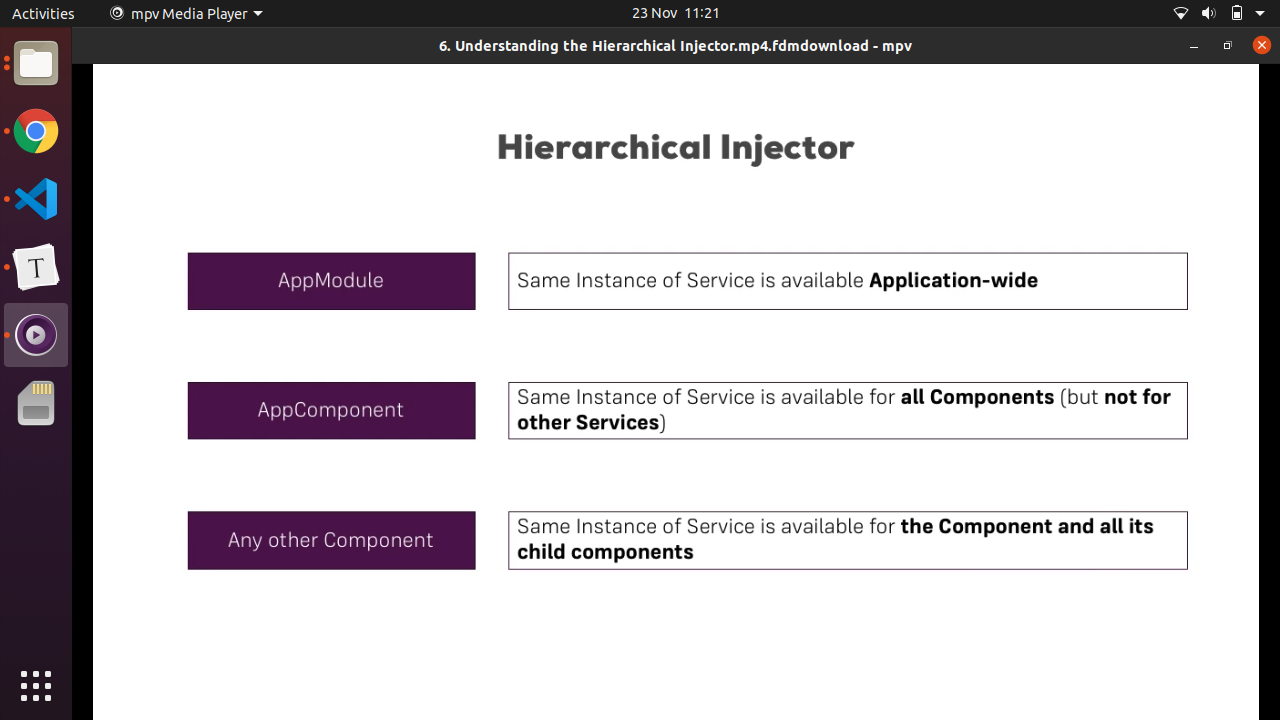 Activities
mpv Media Player
23 Nov 11:21
6. Understanding the Hierarchical Injector.mp4.fdmdownload - mpv
T
Hierarchical Injector
AppModule
Same Instance of Service is available Application-wide
AppComponent
Same Instance of Service is available for all Components (but not for
other Services)
Any other Component
Same Instance of Service is available for the Component and all its
child components